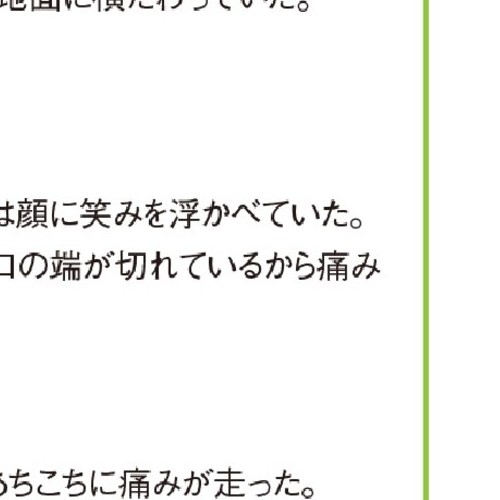 地面に横たわっていた。
は顔に笑みを浮かべていた。
口の端が切れているから痛み
あちこちに痛みが走った。